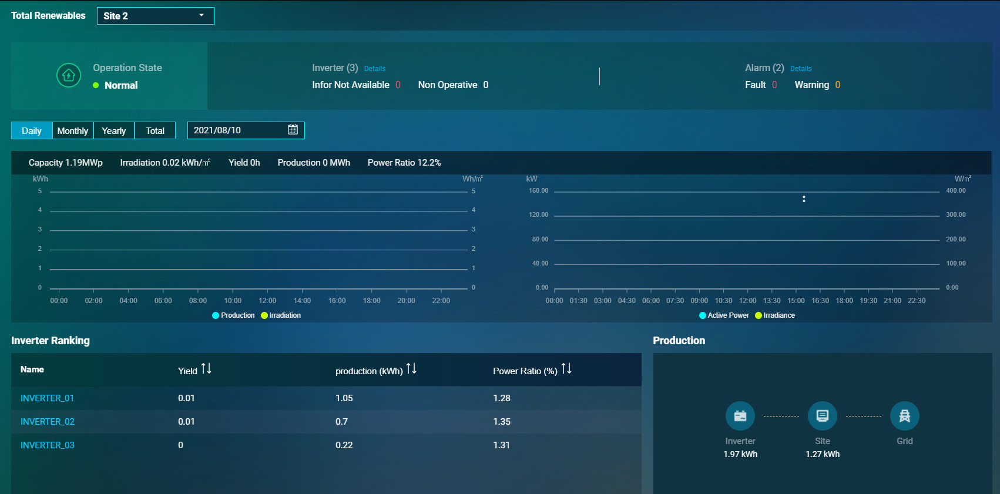 Total Renewables Site 2
Operation State
Normal
Inverter (3) Details
Infor Not Available 0 Non Operative 0
Alarm (2) Details
Fault 0 Warning 0
Daily Monthly Yearly Total 2021/08/10
Capacity 1.19MWp Irradiation 0.02 kWh/㎡ Yield 0h Production 0 MWh Power Ratio 12.2%
kWh Wh/㎡
5 5
4 4
3 3
2 2
1 1
0 0
00:00 02:00 04:00 06:00 08:00 10:00 12:00 14:00 16:00 18:00 20:00 22:00
Production Irradiation
kW W/㎡
160.00 400.00
120.00 300.00
80.00 200.00
40.00 100.00
0.00 0.00
00:00 01:30 03:00 04:30 06:00 07:30 09:00 10:30 12:00 13:30 15:00 16:30 18:00 19:30 21:00 22:30
Active Power Irradiance
Inverter Ranking
Name Yield production (kWh) Power Ratio (%)
INVERTER_01 0.01 1.05 1.28
INVERTER_02 0.01 0.7 1.35
INVERTER_03 0 0.22 1.31
Production
Inverter Site Grid
1.97 kWh 1.27 kWh